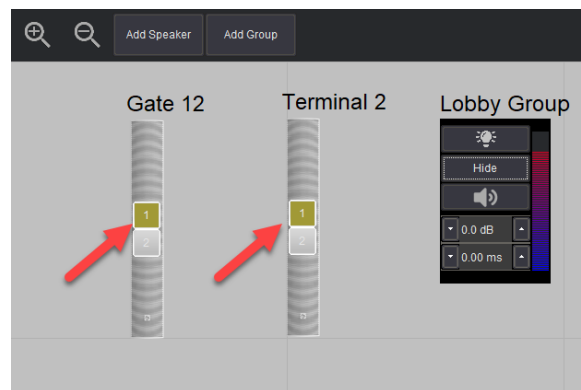 Add Speaker
Add Group
Gate 12
Terminal 2
Lobby Group
Hide
0.0 dB
0.00 ms
1
2
1
2